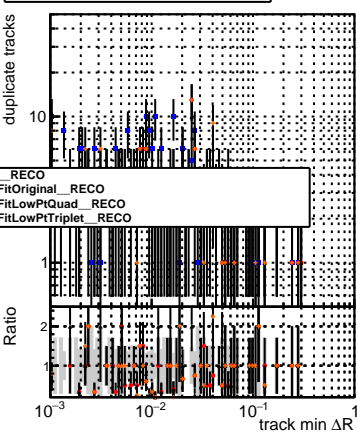 duplicate tracks
10
__RECO
FitOriginal__RECO
FitLowPtQuad__RECO
FitLowPtTriplet__RECO
1
Ratio
2
1
10⁻³ 10⁻² 10⁻¹ 1
track min ΔR